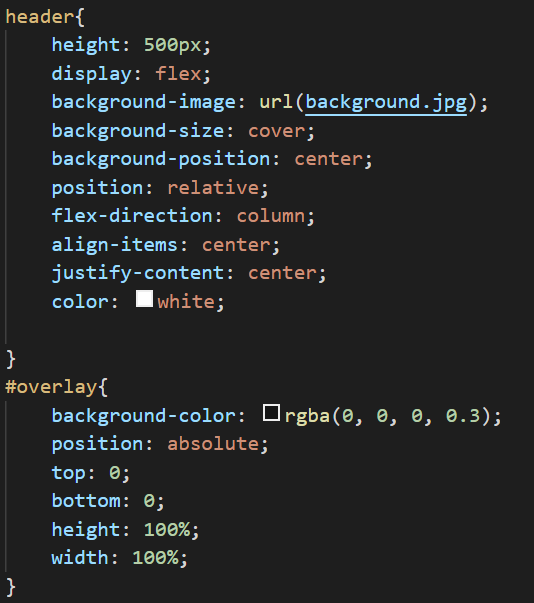 header{
    height: 500px;
    display: flex;
    background-image: url(background.jpg);
    background-size: cover;
    background-position: center;
    position: relative;
    flex-direction: column;
    align-items: center;
    justify-content: center;
    color: white;

}
#overlay{
    background-color: rgba(0, 0, 0, 0.3);
    position: absolute;
    top: 0;
    bottom: 0;
    height: 100%;
    width: 100%;
}